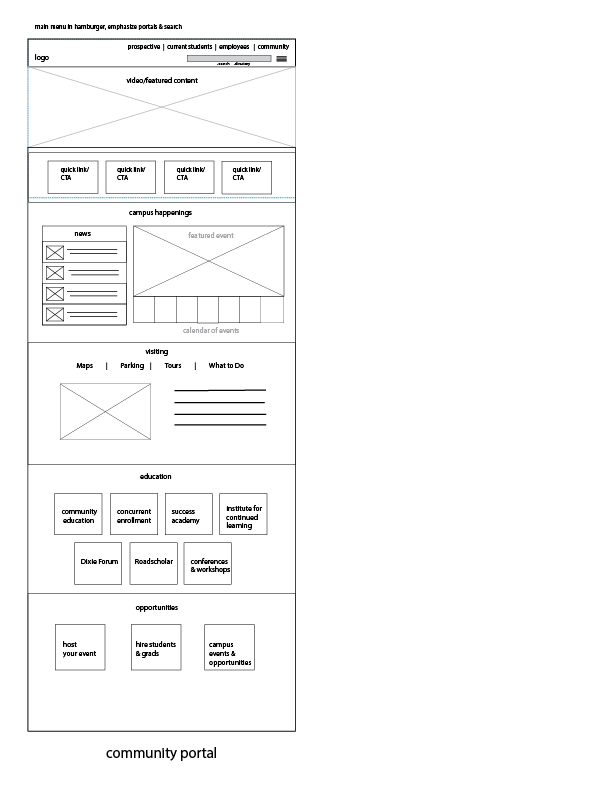 main menu in hamburger, emphasize portals & search
prospective | current students | employees | community
logo
search directory
video/featured content
quick link/
CTA
quick link/
CTA
quick link/
CTA
quick link/
CTA
campus happenings
news
featured event
calendar of events
visiting
Maps | Parking | Tours | What to Do
education
community
education
concurrent
enrollment
success
academy
institute for
continued
learning
Dixie Forum
Roadscholar
conferences
& workshops
opportunities
host
your event
hire students
& grads
campus
events &
opportunities
community portal